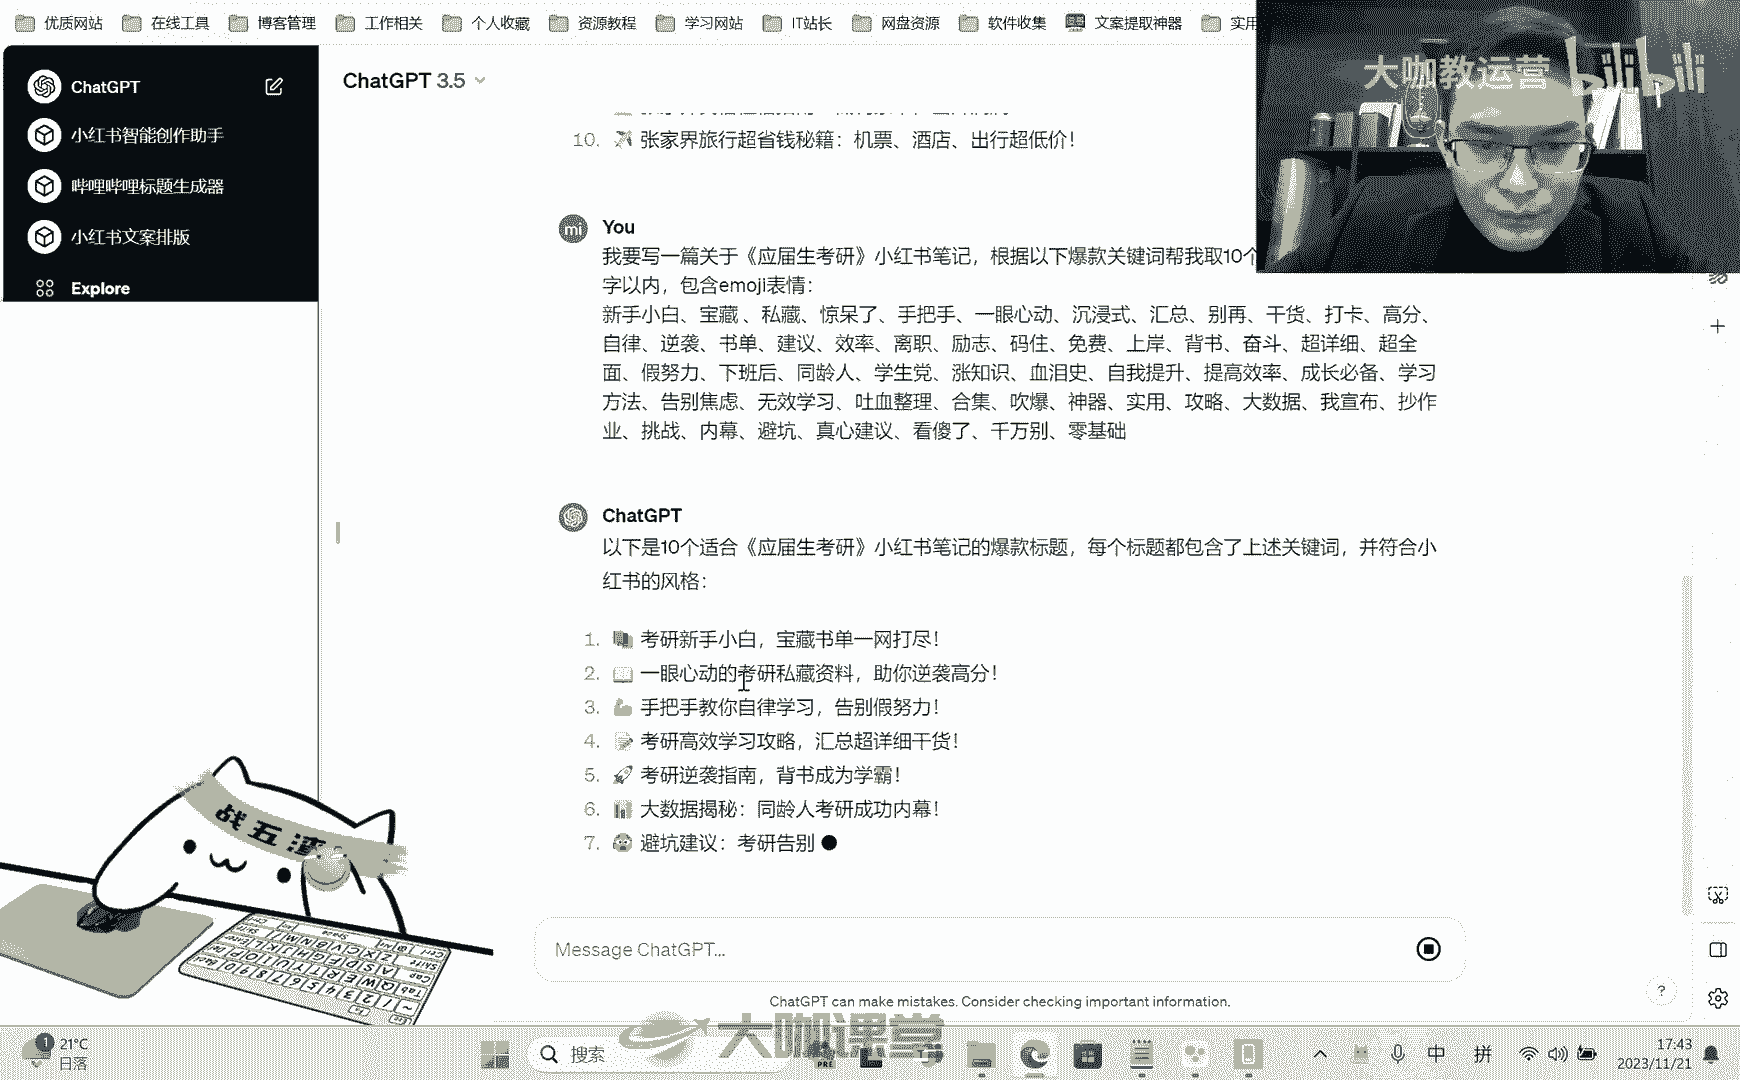 优质网站 在线工具 博客管理 工作相关 个人收藏 资源教程 学习网站 IT站长 网盘资源 软件收集 文案提取神器 实用
大咖教运营 bilibili
ChatGPT
小红书智能创作助手
哔哩哔哩标题生成器
小红书文案排版
Explore
ChatGPT 3.5
10. 张家界旅行超省钱秘籍：机票、酒店、出行超低价！
mi You
我要写一篇关于《应届生考研》小红书笔记，根据以下爆款关键词帮我取10个
字以内，包含emoji表情：
新手小白、宝藏 、私藏、惊呆了、手把手、一眼心动、沉浸式、汇总、别再、干货、打卡、高分、
自律、逆袭、书单、建议、效率、离职、励志、码住、免费、上岸、背书、奋斗、超详细、超全
面、假努力、下班后、同龄人、学生党、涨知识、血泪史、自我提升、提高效率、成长必备、学习
方法、告别焦虑、无效学习、吐血整理、合集、吹爆、神器、实用、攻略、大数据、我宣布、抄作
业、挑战、内幕、避坑、真心建议、看傻了、千万别、零基础
ChatGPT
以下是10个适合《应届生考研》小红书笔记的爆款标题，每个标题都包含了上述关键词，并符合小
红书的风格：
1. 📚 考研新手小白，宝藏书单一网打尽！
2. 📖 一眼心动的考研私藏资料，助你逆袭高分！
3. 💪 手把手教你自律学习，告别假努力！
4. 📝 考研高效学习攻略，汇总超详细干货！
5. 🚀 考研逆袭指南，背书成为学霸！
6. 📊 大数据揭秘：同龄人考研成功内幕！
7. 😱 避坑建议：考研告别
战五渣
Message ChatGPT...
ChatGPT can make mistakes. Consider checking important information.
?
大咖课堂
1 21°C
日落
搜索
PRE
中 拼
17:43
2023/11/21